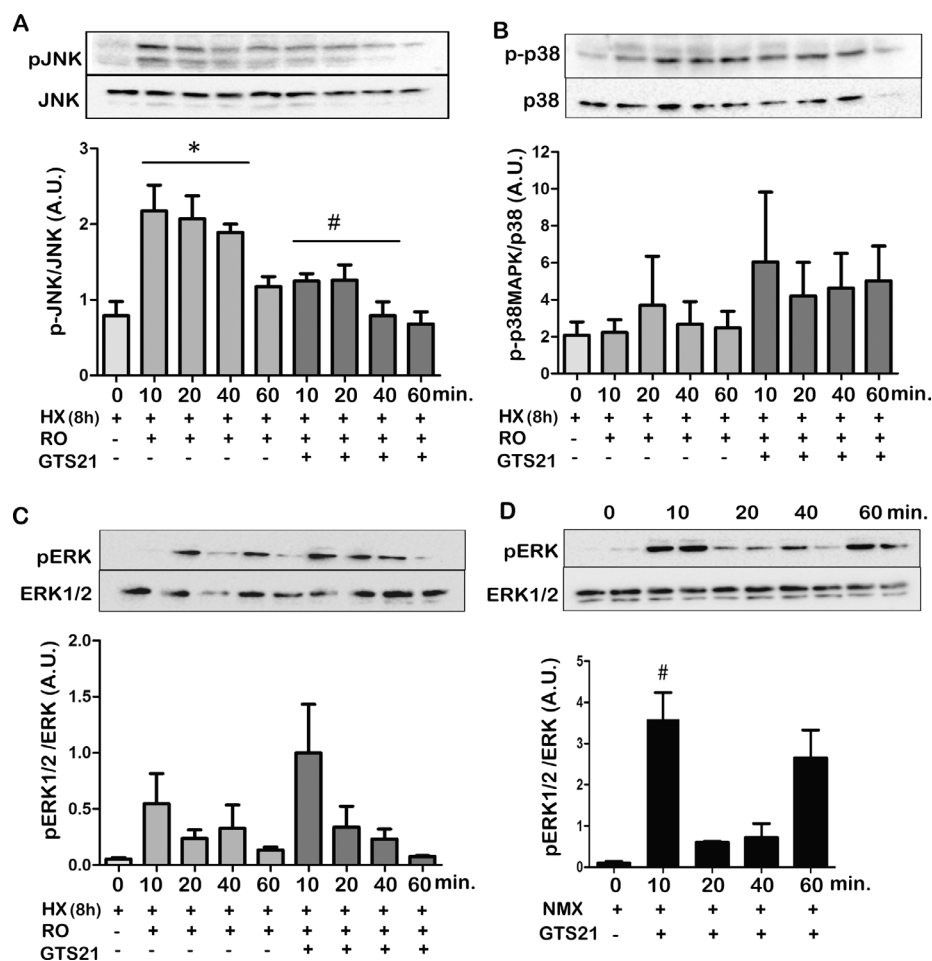 A
pJNK
JNK
p-JNK/JNK (A.U.)
3
2
1
0
*
#
0 10 20 40 60 10 20 40 60 min.
HX (8h) + + + + + + + + +
RO - + + + + + + + +
GTS21 - - - - - + + + +
B
p-p38
p38
p-p38MAPK/p38 (A.U.)
12
10
8
6
4
2
0
0 10 20 40 60 10 20 40 60 min.
HX (8h) + + + + + + + + +
RO - + + + + + + + +
GTS21 - - - - - + + + +
C
pERK
ERK1/2
pERK1/2 /ERK (A.U.)
2.0
1.5
1.0
0.5
0.0
0 10 20 40 60 10 20 40 60 min.
HX (8h) + + + + + + + + +
RO - + + + + + + + +
GTS21 - - - - - + + + +
D
0 10 20 40 60 min.
pERK
ERK1/2
pERK1/2 /ERK (A.U.)
5
4
3
2
1
0
#
0 10 20 40 60 min.
NMX + + + + +
GTS21 - + + + +